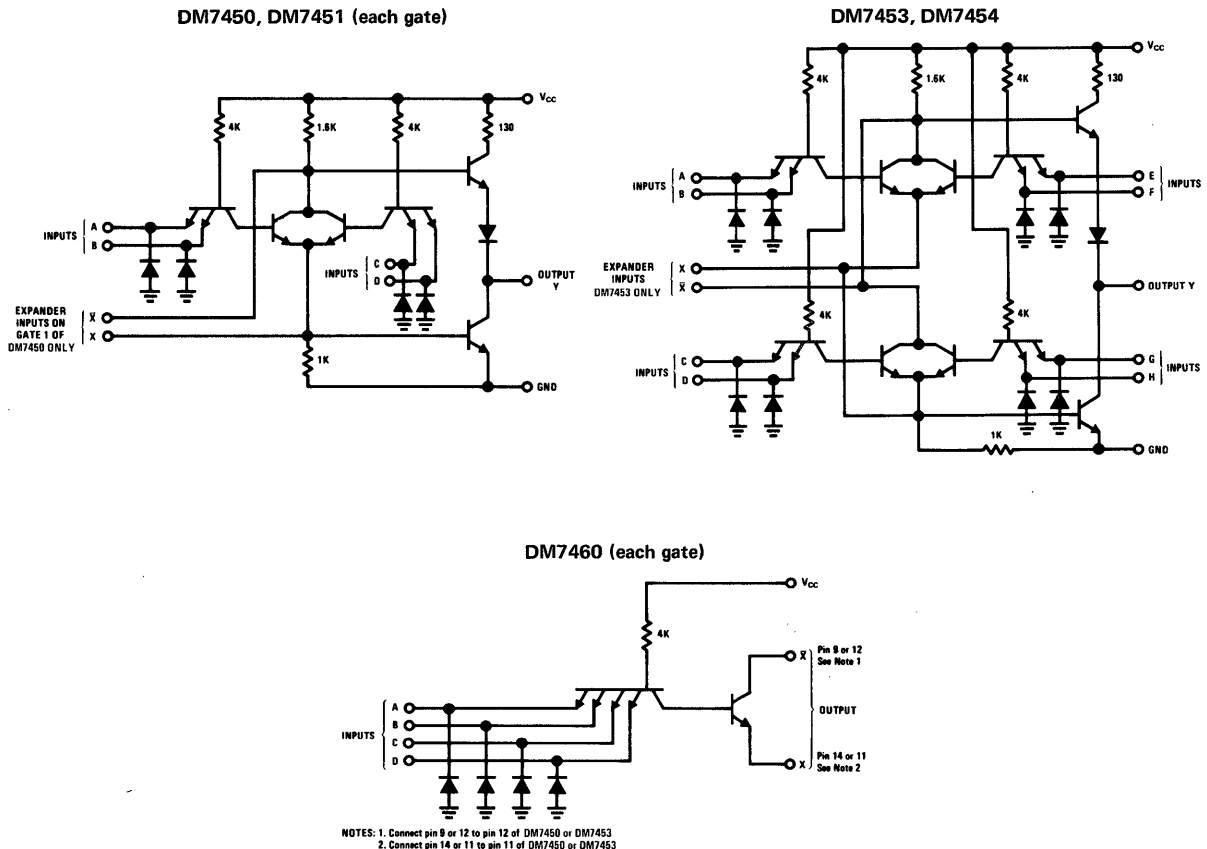 DM7450, DM7451 (each gate)
VCC
4K
1.6K
4K
130
INPUTS
A
B
INPUTS
C
D
OUTPUT
Y
EXPANDER
INPUTS ON
GATE 1 OF
DM7450 ONLY
X̅
X
1K
GND
DM7453, DM7454
VCC
4K
1.6K
4K
130
INPUTS
A
B
E
F
INPUTS
EXPANDER
INPUTS
DM7453 ONLY
X
X̅
OUTPUT Y
4K
4K
INPUTS
C
D
G
H
INPUTS
1K
GND
DM7460 (each gate)
VCC
4K
X̅
Pin 9 or 12
See Note 1
OUTPUT
INPUTS
A
B
C
D
X
Pin 14 or 11
See Note 2
NOTES: 1. Connect pin 9 or 12 to pin 12 of DM7450 or DM7453
2. Connect pin 14 or 11 to pin 11 of DM7450 or DM7453